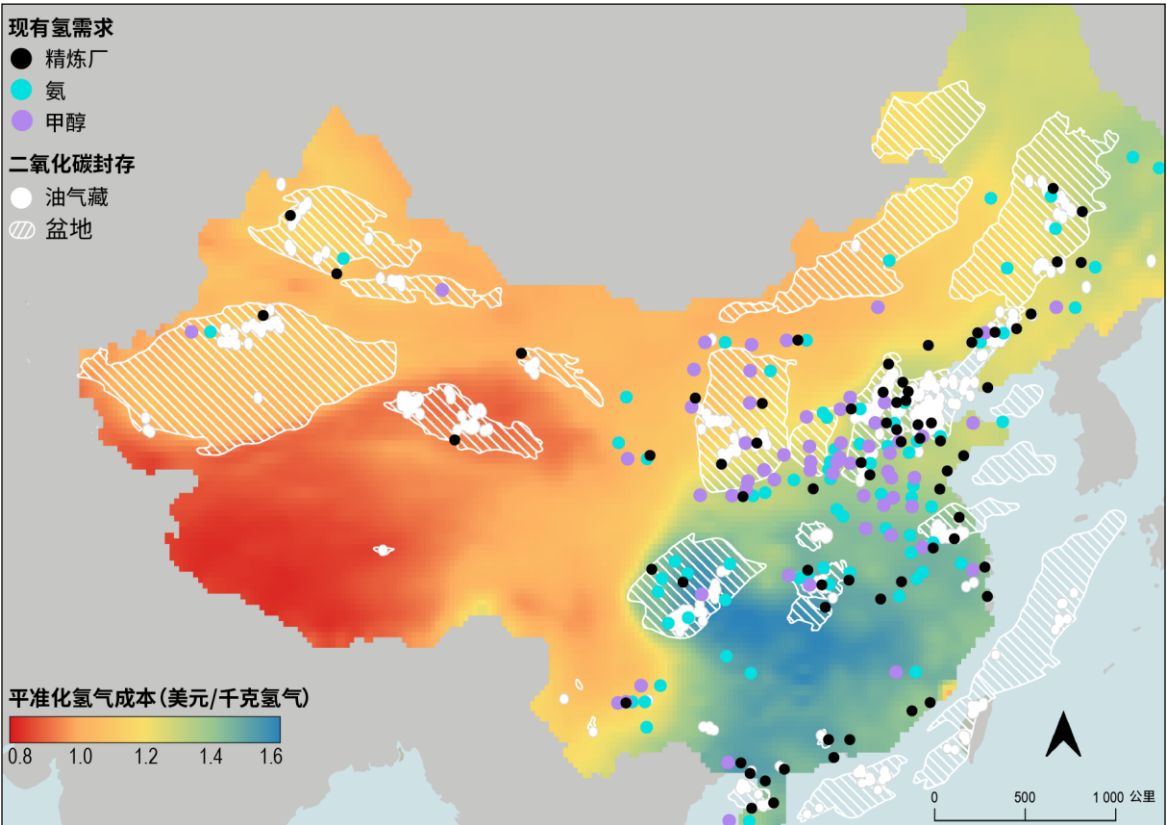 现有氢需求
精炼厂
氨
甲醇
二氧化碳封存
油气藏
盆地
平准化氢气成本（美元/千克氢气）
0.8 1.0 1.2 1.4 1.6
0 500 1 000 公里